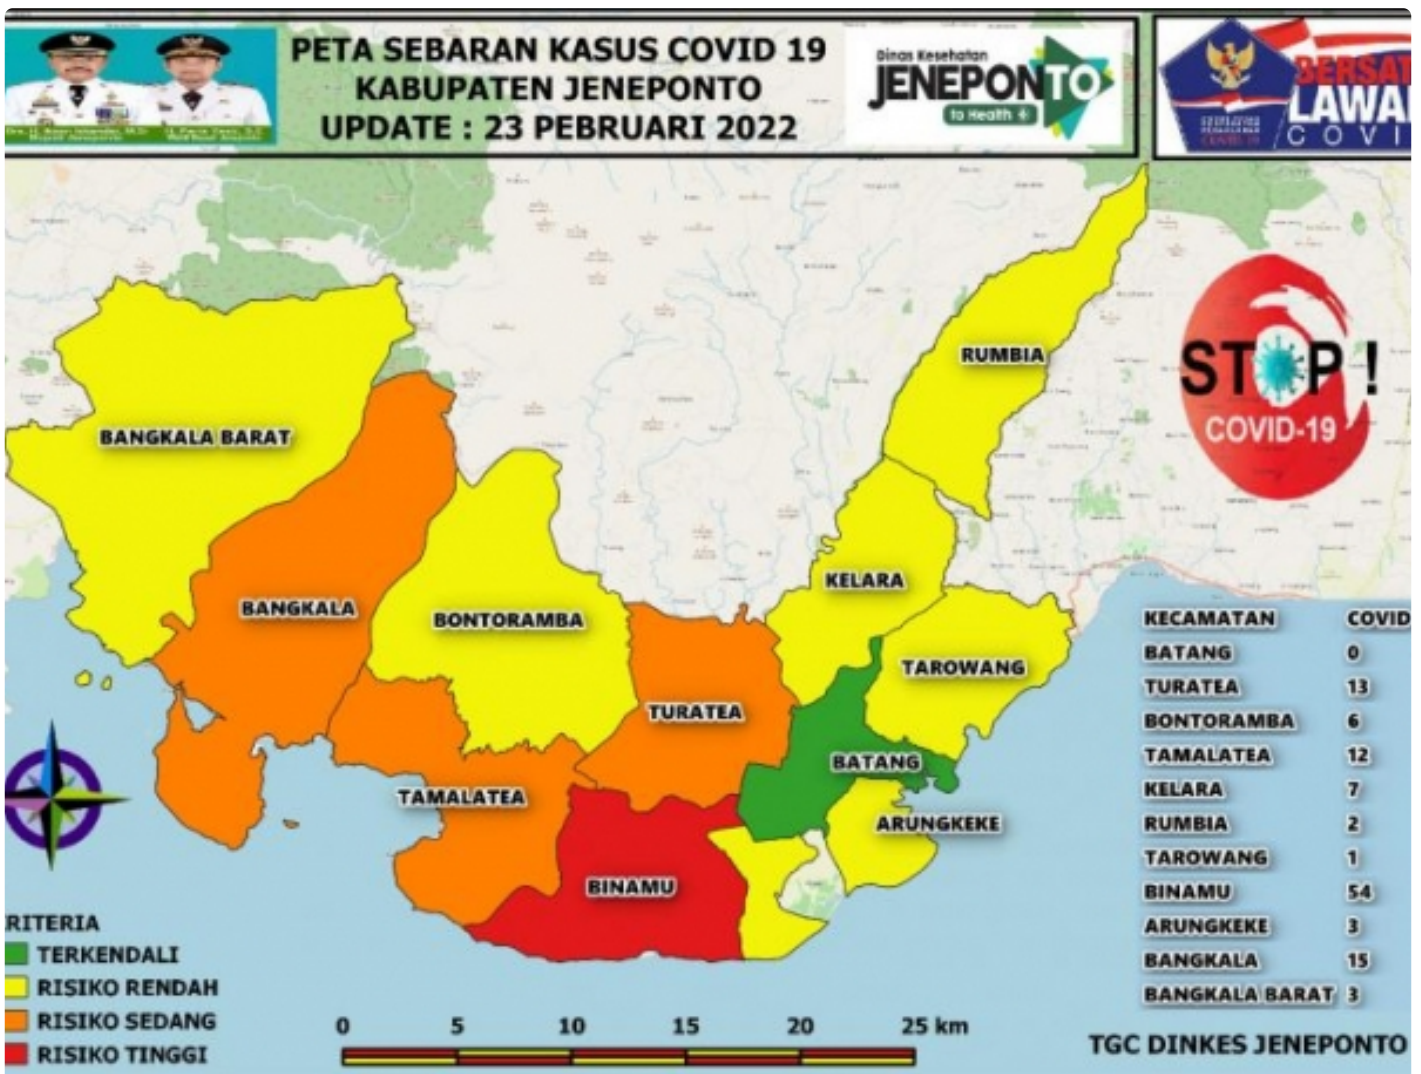 PETA SEBARAN KASUS COVID 19
KABUPATEN JENEPONTO
UPDATE : 23 PEBRUARI 2022
Dinas Kesehatan
JENEPONTO
to Health +
BERSAT
LAWA
COVI
COVID-19
STOP !
COVID-19
RUMBIA
BANGKALA BARAT
KELARA
BANGKALA
BONTORAMBA
TAROWANG
TURATEA
BATANG
TAMALATEA
ARUNGKEKE
BINAMU
KECAMATAN COVID
BATANG 0
TURATEA 13
BONTORAMBA 6
TAMALATEA 12
KELARA 7
RUMBIA 2
TAROWANG 1
BINAMU 54
ARUNGKEKE 3
BANGKALA 15
BANGKALA BARAT 3
RITERIA
TERKENDALI
RISIKO RENDAH
RISIKO SEDANG
RISIKO TINGGI
0 5 10 15 20 25 km
TGC DINKES JENEPONTO